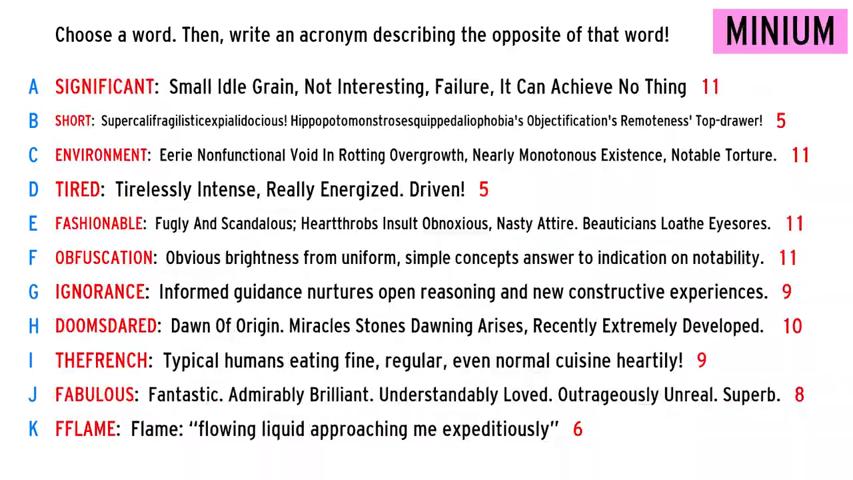 Choose a word. Then, write an acronym describing the opposite of that word! MINIUM
A SIGNIFICANT: Small Idle Grain, Not Interesting, Failure, It Can Achieve No Thing 11
B SHORT: Supercalifragilisticexpialidocious! Hippopotomonstrosesquippedaliophobia's Objectification's Remoteness' Top-drawer! 5
C ENVIRONMENT: Eerie Nonfunctional Void In Rotting Overgrowth, Nearly Monotonous Existence, Notable Torture. 11
D TIRED: Tirelessly Intense, Really Energized. Driven! 5
E FASHIONABLE: Fugly And Scandalous; Heartthrobs Insult Obnoxious, Nasty Attire. Beauticians Loathe Eyesores. 11
F OBFUSCATION: Obvious brightness from uniform, simple concepts answer to indication on notability. 11
G IGNORANCE: Informed guidance nurtures open reasoning and new constructive experiences. 9
H DOOMSDARED: Dawn Of Origin. Miracles Stones Dawning Arises, Recently Extremely Developed. 10
I THEFRENCH: Typical humans eating fine, regular, even normal cuisine heartily! 9
J FABULOUS: Fantastic. Admirably Brilliant. Understandably Loved. Outrageously Unreal. Superb. 8
K FFLAME: Flame: “flowing liquid approaching me expeditiously” 6